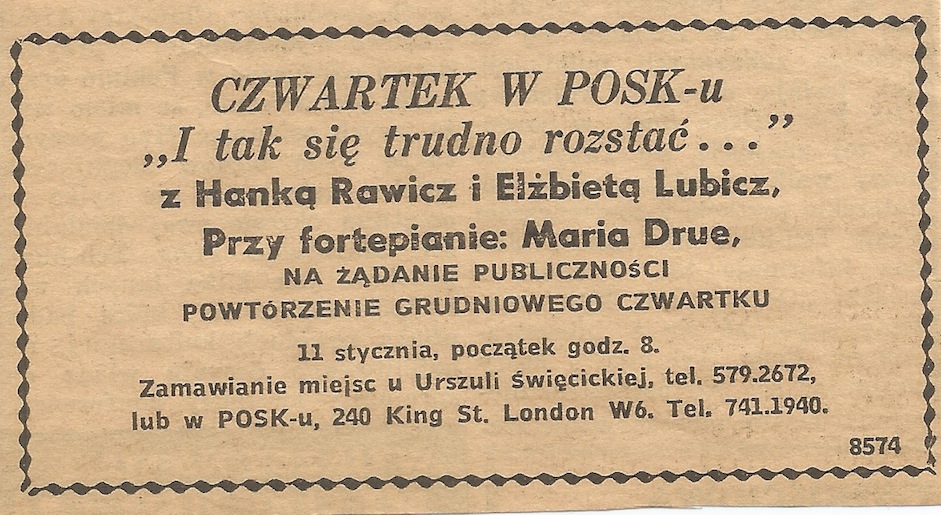 CZWARTEK W POSK-u
„I tak się trudno rozstać...”
z Hanką Rawicz i Elżbietą Lubicz,
Przy fortepianie: Maria Drue,
NA ŻĄDANIE PUBLICZNOŚCI
POWTÓRZENIE GRUDNIOWEGO CZWARTKU
11 stycznia, początek godz. 8.
Zamawianie miejsc u Urszuli Święcickiej, tel. 579.2672,
lub w POSK-u, 240 King St. London W6. Tel. 741.1940.
8574